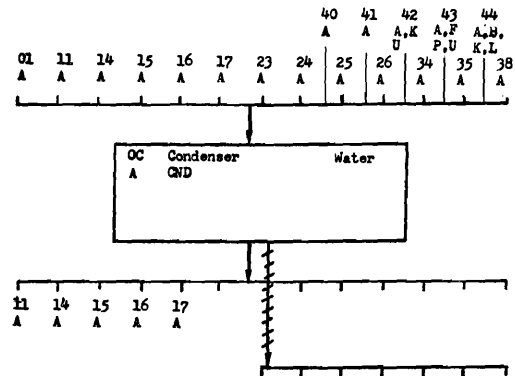 40 41 42 43 44
A A A,K A,F A,B,
U P,U K,L
01 11 14 15 16 17 23 24 25 26 34 35 38
A A A A A A A A A A A A A
OC Condenser Water
A CND
11 14 15 16 17
A A A A A